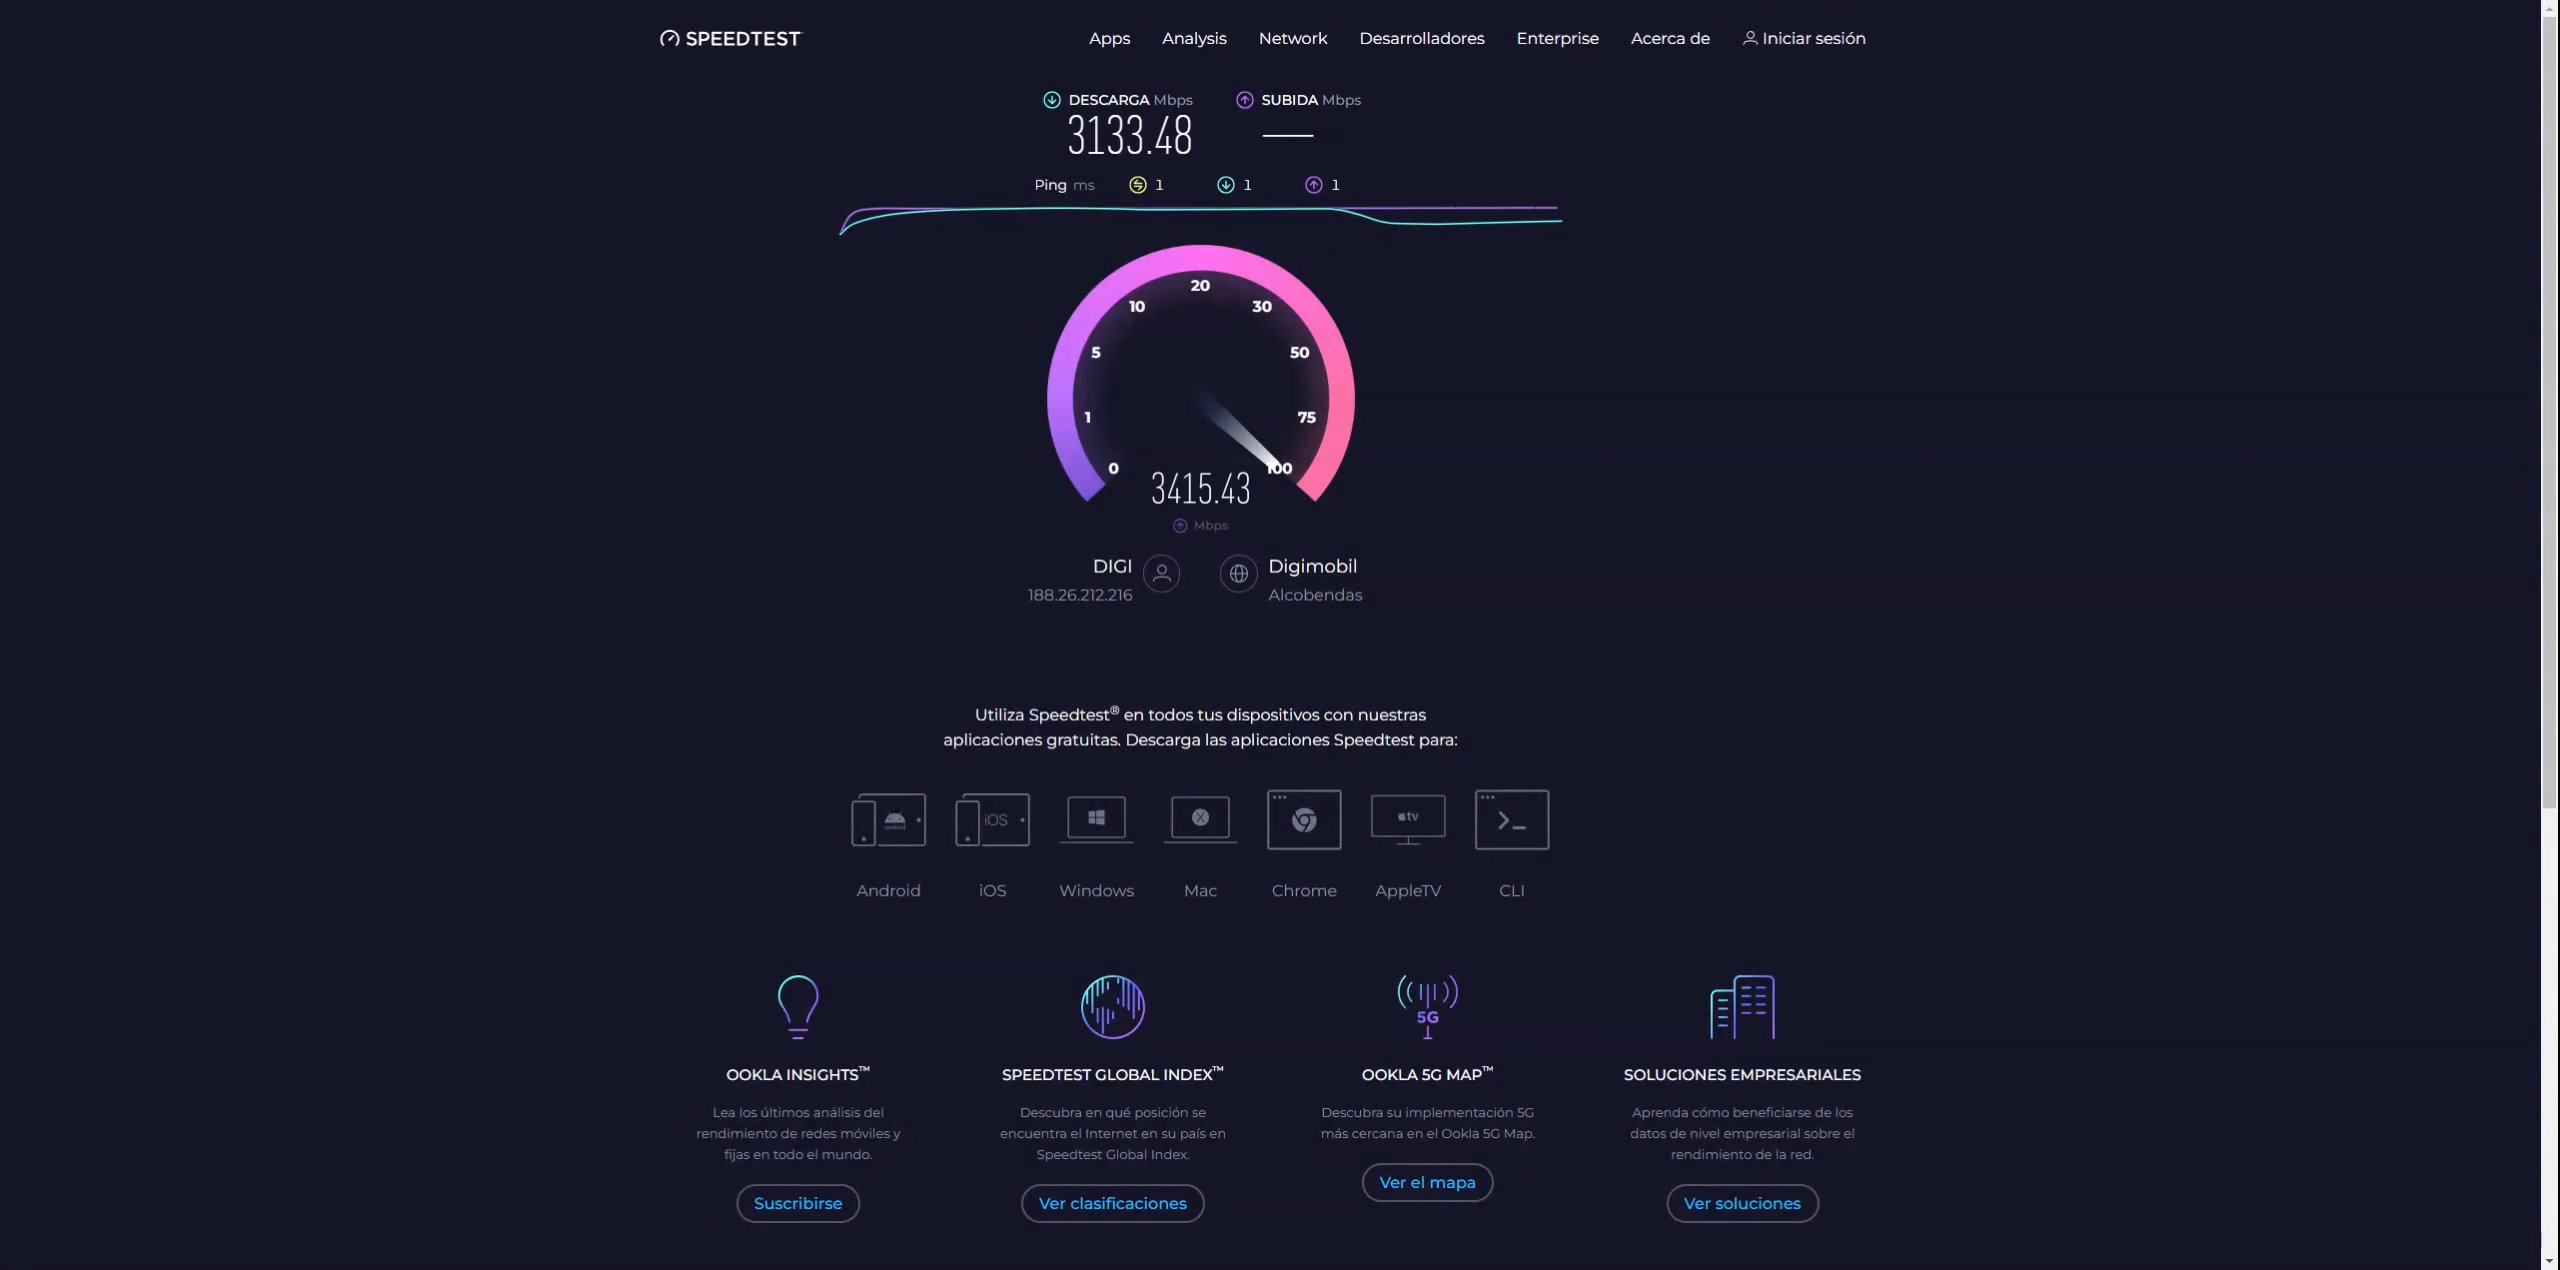 SPEEDTEST
Apps Analysis Network Desarrolladores Enterprise Acerca de Iniciar sesión
DESCARGA Mbps SUBIDA Mbps
3133.48
Ping ms 1 1 1
20
10 30
5 50
1 75
0 100
3415.43
Mbps
DIGI Digimobil
188.26.212.216 Alcobendas
Utiliza Speedtest® en todos tus dispositivos con nuestras
aplicaciones gratuitas. Descarga las aplicaciones Speedtest para:
android iOS X tv
Android iOS Windows Mac Chrome AppleTV CLI
5G
OOKLA INSIGHTS™ SPEEDTEST GLOBAL INDEX™ OOKLA 5G MAP™ SOLUCIONES EMPRESARIALES
Lea los últimos análisis del
rendimiento de redes móviles y
fijas en todo el mundo.
Suscribirse
Descubra en qué posición se
encuentra el Internet en su país en
Speedtest Global Index.
Ver clasificaciones
Descubra su implementación 5G
más cercana en el Ookla 5G Map.
Ver el mapa
Aprenda cómo beneficiarse de los
datos de nivel empresarial sobre el
rendimiento de la red.
Ver soluciones